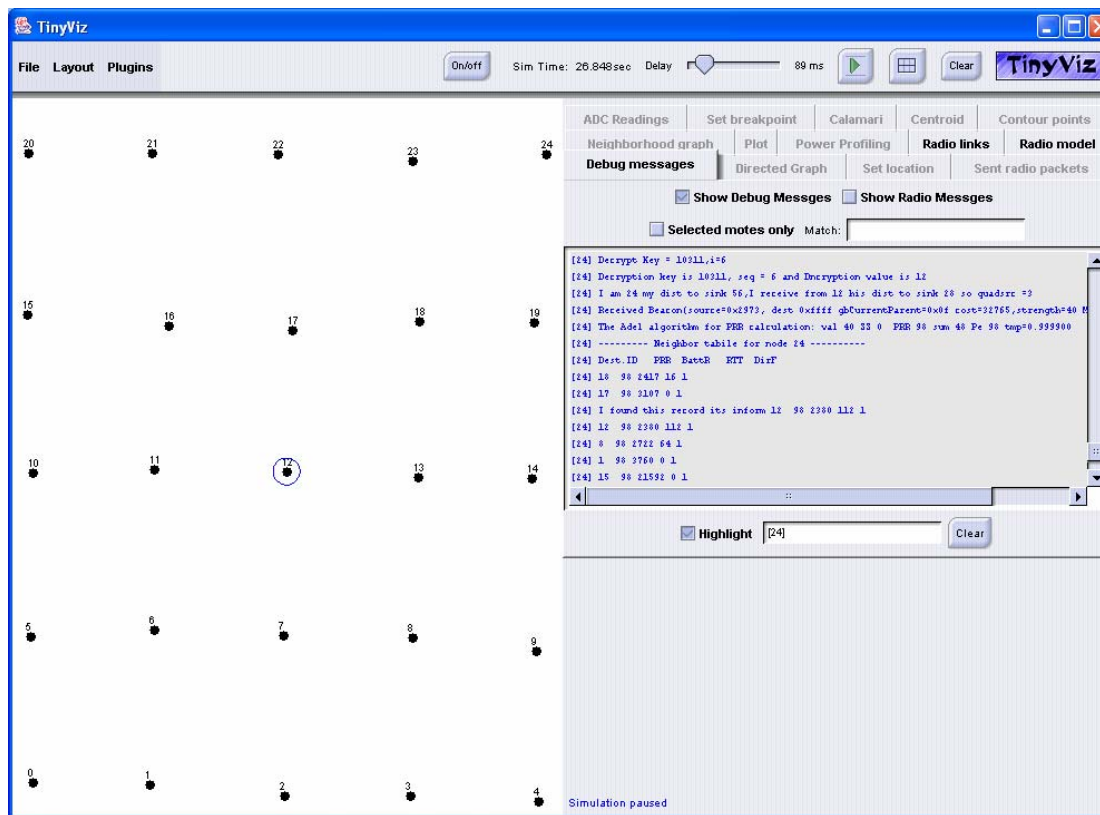 TinyViz
File Layout Plugins On/off Sim Time: 26.848sec Delay 89 ms Clear TinyViz
ADC Readings Set breakpoint Calamari Centroid Contour points
Neighborhood graph Plot Power Profiling Radio links Radio model
Debug messages Directed Graph Set location Sent radio packets
Show Debug Messges Show Radio Messges
Selected motes only Match:
[24] Decrypt Key = 10311,i=6
[24] Decryption key is 10311, seq = 6 and Dncryption value is 12
[24] I am 24 my dist to sink 56,I receive from 12 his dist to sink 28 so quadsrc =3
[24] Received Beacon(source=0x2973, dest 0xffff gbCurrentParent=0x0f cost=32765,strength=40 M
[24] The Adel algorithm for PRR calculation: val 40 SS 0 PRR 98 sum 48 Pe 98 tmp=0.999900
[24] --------- Neighbor tabile for node 24 ----------
[24] Dest.ID PRR BattR RTT DirF
[24] 18 98 2417 16 1
[24] 17 98 3107 0 1
[24] I found this record its inform 12 98 2380 112 1
[24] 12 98 2380 112 1
[24] 8 98 2722 64 1
[24] 1 98 3760 0 1
[24] 15 98 21592 0 1
Highlight [24] Clear
Simulation paused
20 21 22 23 24
15 16 17 18 19
10 11 12 13 14
5 6 7 8 9
0 1 2 3 4